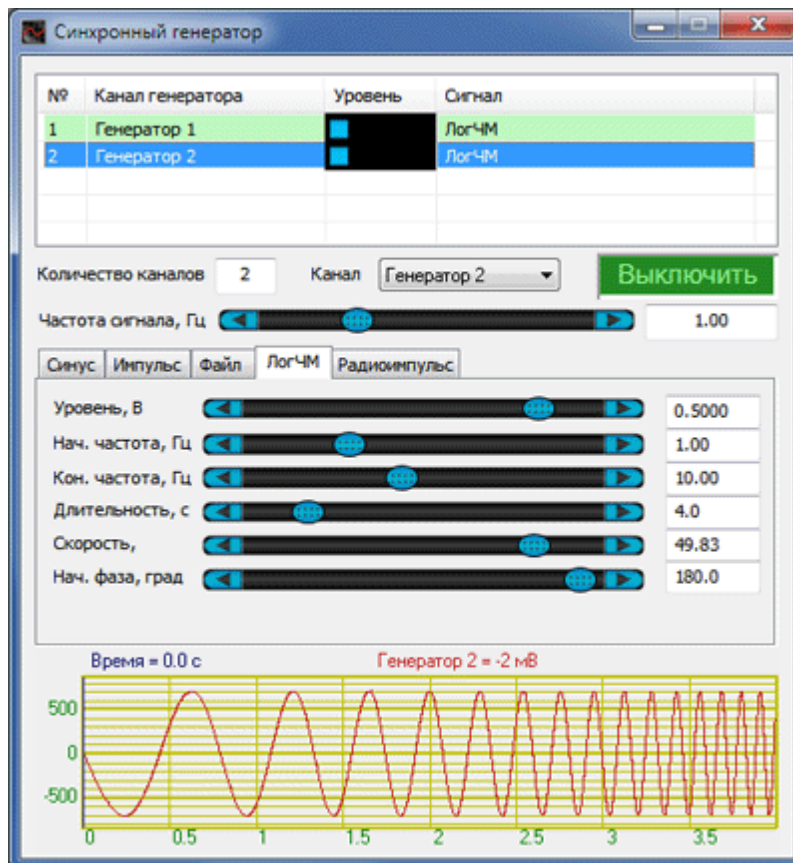 Синхронный генератор
№ Канал генератора Уровень Сигнал
1 Генератор 1 ЛогЧМ
2 Генератор 2 ЛогЧМ
Количество каналов 2 Канал Генератор 2 Выключить
Частота сигнала, Гц 1.00
Синус Импульс Файл ЛогЧМ Радиоимпульс
Уровень, В 0.5000
Нач. частота, Гц 1.00
Кон. частота, Гц 10.00
Длительность, с 4.0
Скорость, 49.83
Нач. фаза, град 180.0
Время = 0.0 с Генератор 2 = -2 мВ
500
0
-500
0 0.5 1 1.5 2 2.5 3 3.5